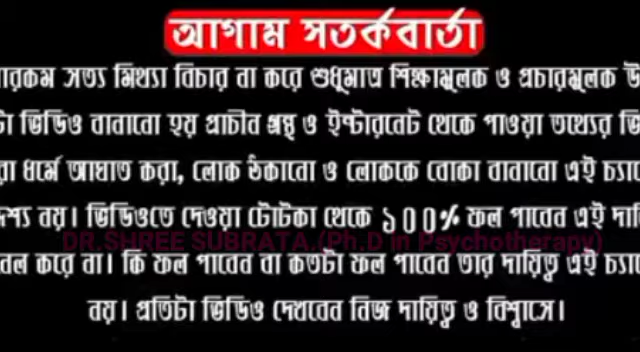 আগাম সতর্কবার্তা
রকম সত্য মিথ্যা বিচার না করে শুধুমাত্র শিক্ষামূলক ও প্রচারমূলক
ভিডিও বানানো হয় প্রাচীন গ্রন্থ ও ইন্টারনেট থেকে পাওয়া তথ্যের
ধর্মে আঘাত করা, লোক ঠকানো ও লোককে বোকা বানানো এই
নয়। ভিডিওতে দেওয়া টোটকা থেকে ১০০% ফল পাবেন এই
DR.SHREE SUBRATA.(Ph.D in Psychotherapy)
করে না। কি ফল পাবেন বা কতটা ফল পাবেন তার দায়িত্ব এই
নয়। প্রতিটা ভিডিও দেখবেন নিজ দায়িত্ব ও বিশ্বাসে।